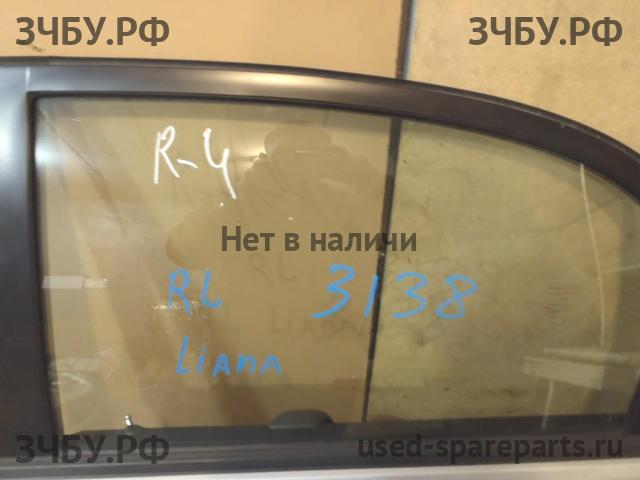 ЗЧБУ.РФ ЗЧБУ.РФ
R-4
Нет в наличи
RL 3138
Liana
ЗЧБУ.РФ used-spareparts.ru